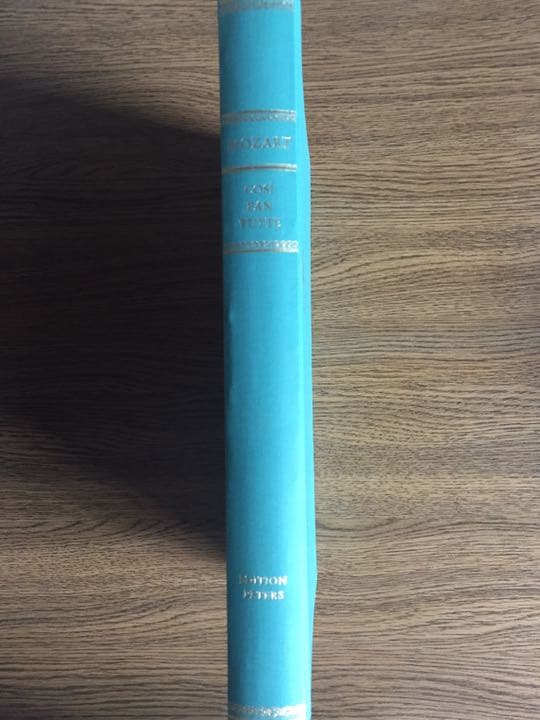 MOZART
COSÌ
FAN
TUTTE
EDITION
PETERS